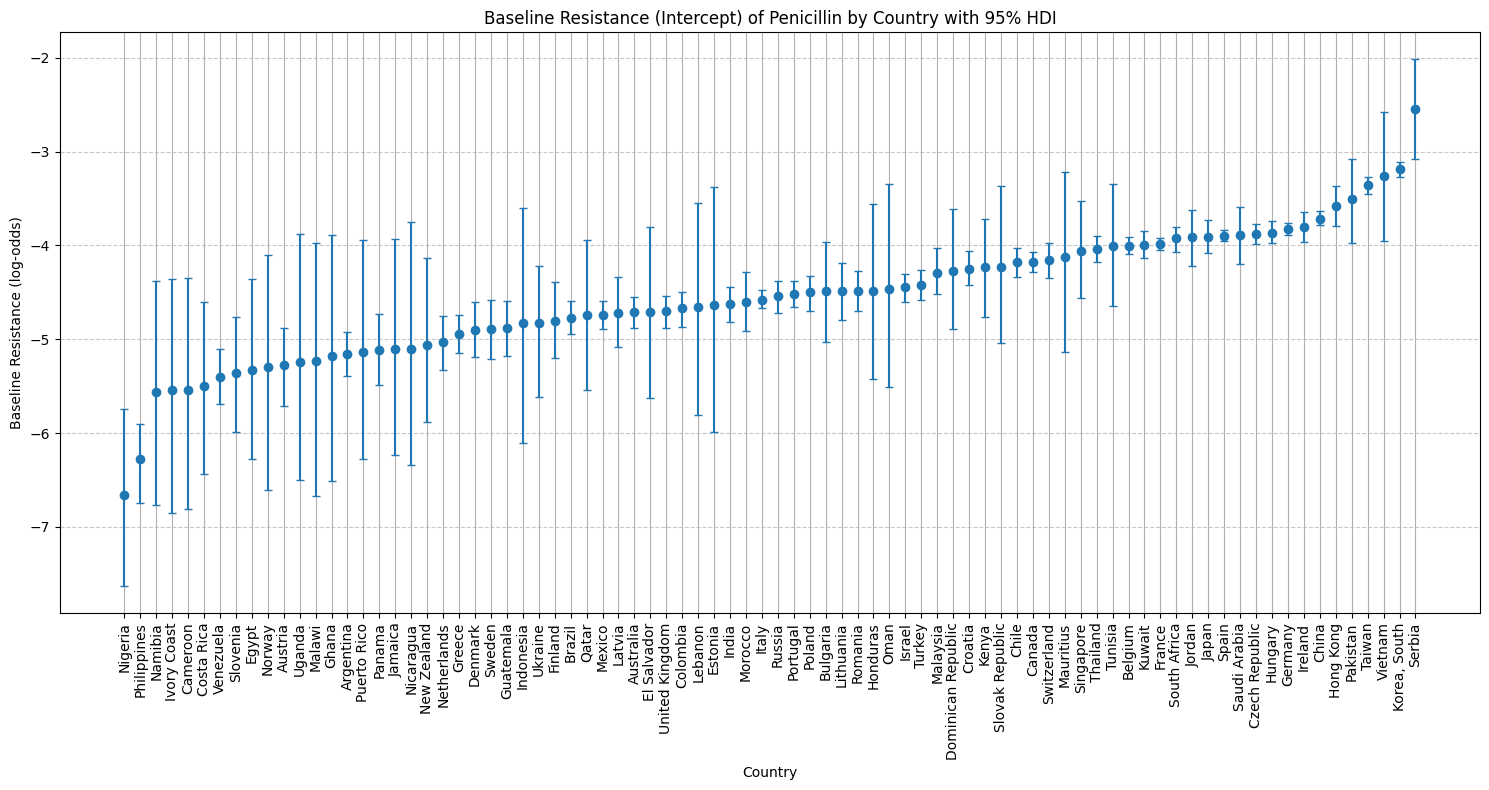 Baseline Resistance (Intercept) of Penicillin by Country with 95% HDI
Baseline Resistance (log-odds)
−2
−3
−4
−5
−6
−7
Nigeria
Philippines
Namibia
Ivory Coast
Cameroon
Costa Rica
Venezuela
Slovenia
Egypt
Norway
Austria
Uganda
Malawi
Ghana
Argentina
Puerto Rico
Panama
Jamaica
Nicaragua
New Zealand
Netherlands
Greece
Denmark
Sweden
Guatemala
Indonesia
Ukraine
Finland
Brazil
Qatar
Mexico
Latvia
Australia
El Salvador
United Kingdom
Colombia
Lebanon
Estonia
India
Morocco
Italy
Russia
Portugal
Poland
Bulgaria
Lithuania
Romania
Honduras
Oman
Israel
Turkey
Malaysia
Dominican Republic
Croatia
Kenya
Slovak Republic
Chile
Canada
Switzerland
Mauritius
Singapore
Thailand
Tunisia
Belgium
Kuwait
France
South Africa
Jordan
Japan
Spain
Saudi Arabia
Czech Republic
Hungary
Germany
Ireland
China
Hong Kong
Pakistan
Taiwan
Vietnam
Korea, South
Serbia
Country